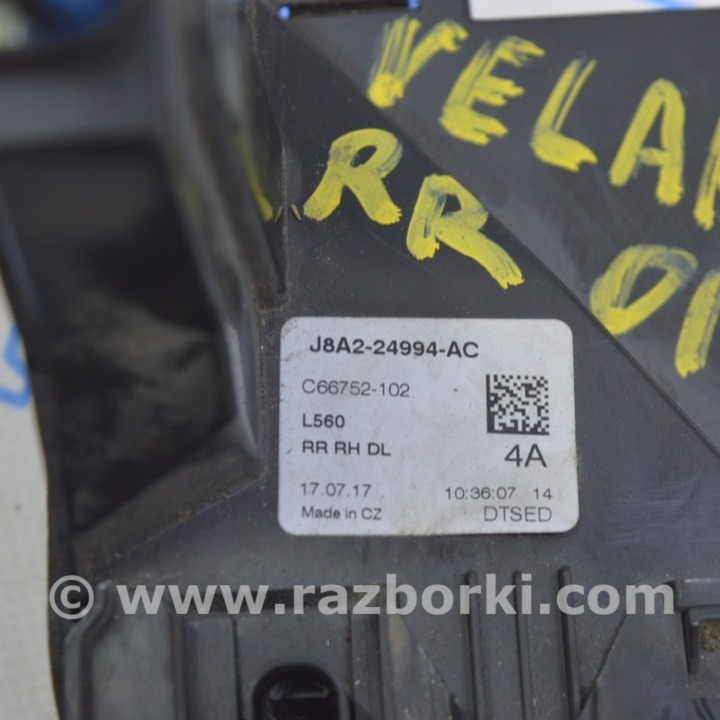 VELAR
RR
J8A2-24994-AC
C66752-102
L560
RR RH DL
4A
17.07.17 10:36:07 14
Made in CZ DTSED
© www.razborki.com